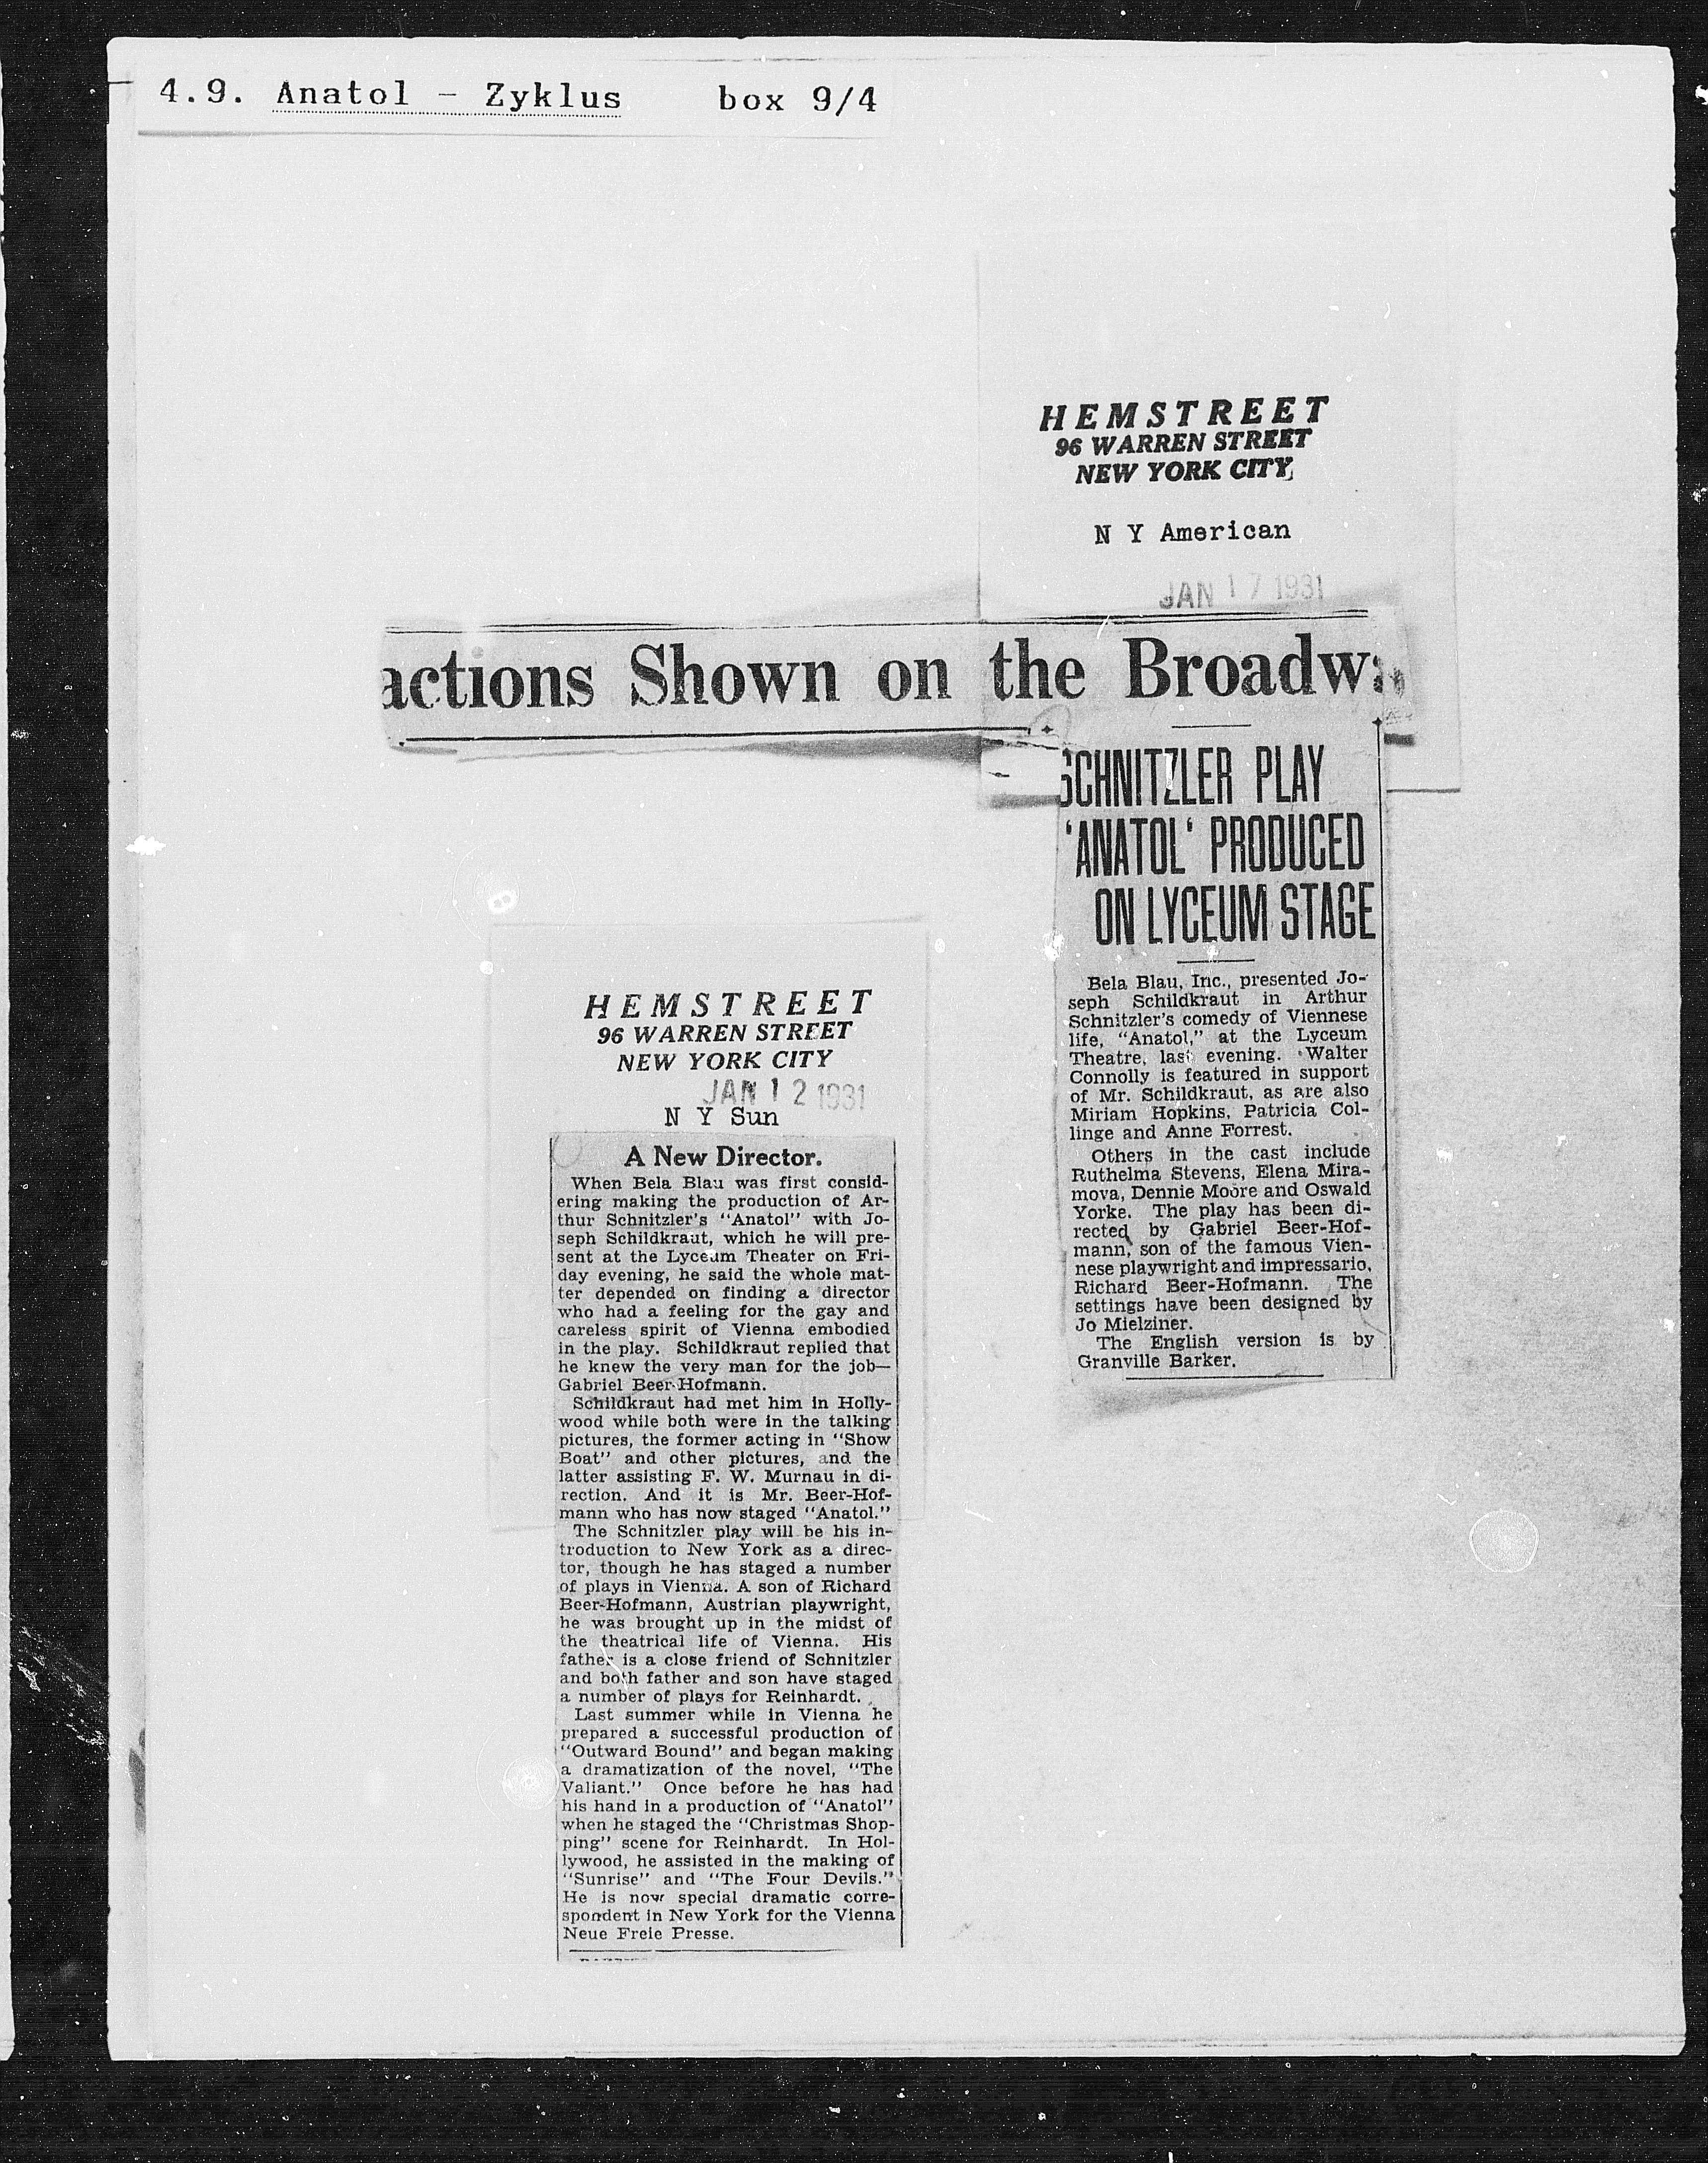 4.9. Anatol - Zyklus box 9/4
HEMSTREET
96 WARREN STREET
NEW YORK CITY
N Y American
JAN 17 1931
actions Shown on the Broadwa
SCHNITZLER PLAY
'ANATOL' PRODUCED
ON LYCEUM STAGE
Bela Blau, Inc., presented Jo-
seph Schildkraut in Arthur
Schnitzler's comedy of Viennese
life, "Anatol," at the Lyceum
Theatre, last evening. Walter
Connolly is featured in support
of Mr. Schildkraut, as are also
Miriam Hopkins, Patricia Col-
linge and Anne Forrest.
Others in the cast include
Ruthelma Stevens, Elena Mira-
mova, Dennie Moore and Oswald
Yorke. The play has been di-
rected by Gabriel Beer-Hof-
mann, son of the famous Vien-
nese playwright and impressario,
Richard Beer-Hofmann. The
settings have been designed by
Jo Mielziner.
The English version is by
Granville Barker.
HEMSTREET
96 WARREN STREET
NEW YORK CITY
JAN 12 1931
N Y Sun
A New Director.
When Bela Blau was first consid-
ering making the production of Ar-
thur Schnitzler's "Anatol" with Jo-
seph Schildkraut, which he will pre-
sent at the Lyceum Theater on Fri-
day evening, he said the whole mat-
ter depended on finding a director
who had a feeling for the gay and
careless spirit of Vienna embodied
in the play. Schildkraut replied that
he knew the very man for the job—
Gabriel Beer-Hofmann.
Schildkraut had met him in Holly-
wood while both were in the talking
pictures, the former acting in "Show
Boat" and other pictures, and the
latter assisting F. W. Murnau in di-
rection. And it is Mr. Beer-Hof-
mann who has now staged "Anatol."
The Schnitzler play will be his in-
troduction to New York as a direc-
tor, though he has staged a number
of plays in Vienna. A son of Richard
Beer-Hofmann, Austrian playwright,
he was brought up in the midst of
the theatrical life of Vienna. His
father is a close friend of Schnitzler
and both father and son have staged
a number of plays for Reinhardt.
Last summer while in Vienna he
prepared a successful production of
"Outward Bound" and began making
a dramatization of the novel, "The
Valiant." Once before he has had
his hand in a production of "Anatol"
when he staged the "Christmas Shop-
ping" scene for Reinhardt. In Hol-
lywood, he assisted in the making of
"Sunrise" and "The Four Devils."
He is now special dramatic corre-
spondent in New York for the Vienna
Neue Freie Presse.